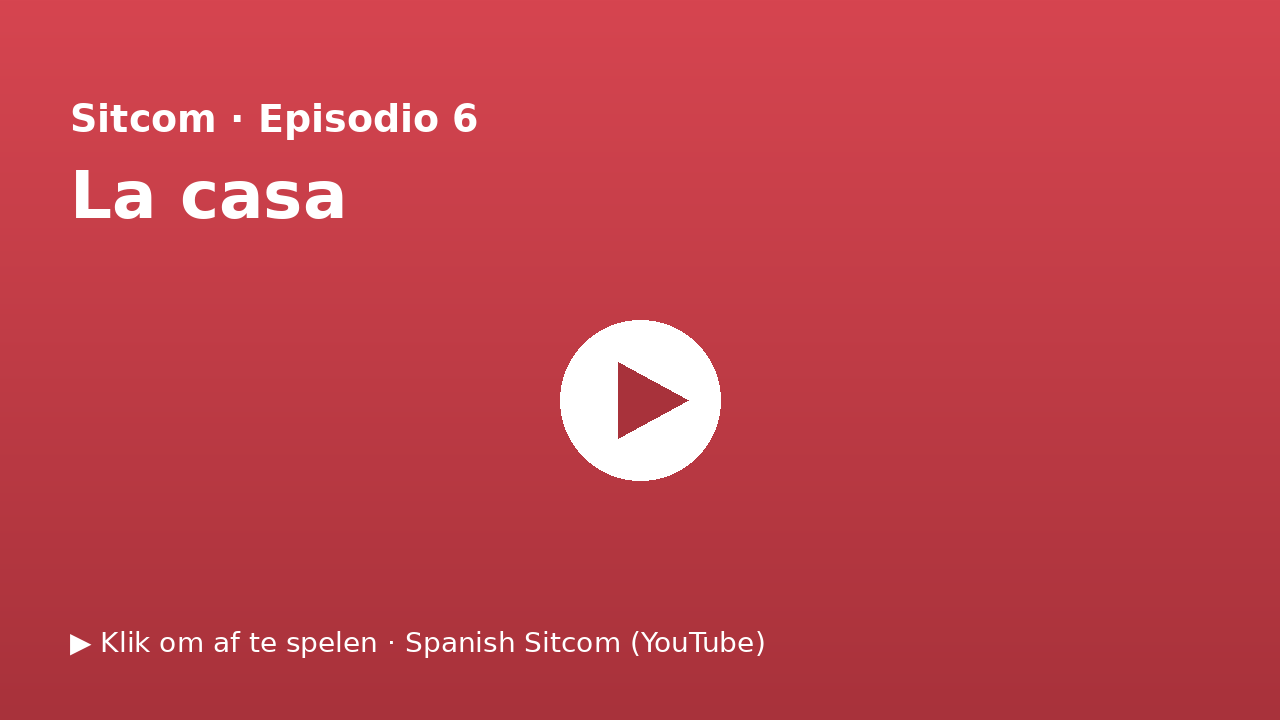 Sitcom · Episodio 6
La casa
▶ Klik om af te spelen · Spanish Sitcom (YouTube)